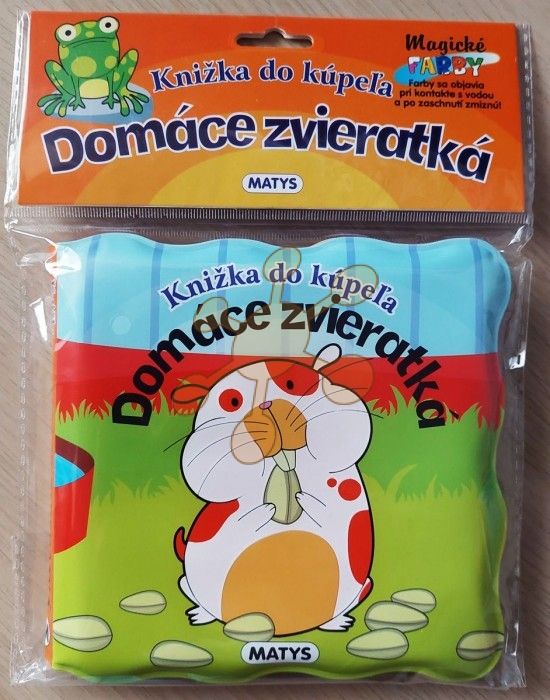 Knižka do kúpeľa
Magické
FARBY
Farby sa objavia
pri kontakte s vodou
a po zaschnutí zmiznú!
Domáce zvieratká
MATYS
Knižka do kúpeľa
Domáce zvieratká
MATYS